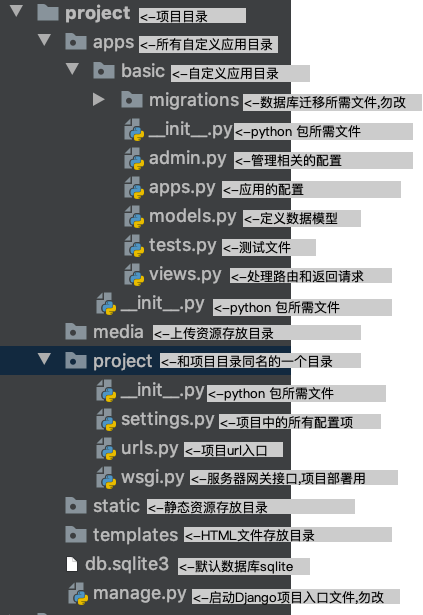 project <-项目目录
apps <-所有自定义应用目录
basic <-自定义应用目录
migrations <-数据库迁移所需文件,勿改
__init__.py <-python 包所需文件
admin.py <-管理相关的配置
apps.py <-应用的配置
models.py <-定义数据模型
tests.py <-测试文件
views.py <-处理路由和返回请求
__init__.py <-python 包所需文件
media <-上传资源存放目录
project <-和项目目录同名的一个目录
__init__.py <-python 包所需文件
settings.py <-项目中的所有配置项
urls.py <-项目url入口
wsgi.py <-服务器网关接口,项目部署用
static <-静态资源存放目录
templates <-HTML文件存放目录
db.sqlite3 <-默认数据库sqlite
manage.py <-启动Django项目入口文件,勿改